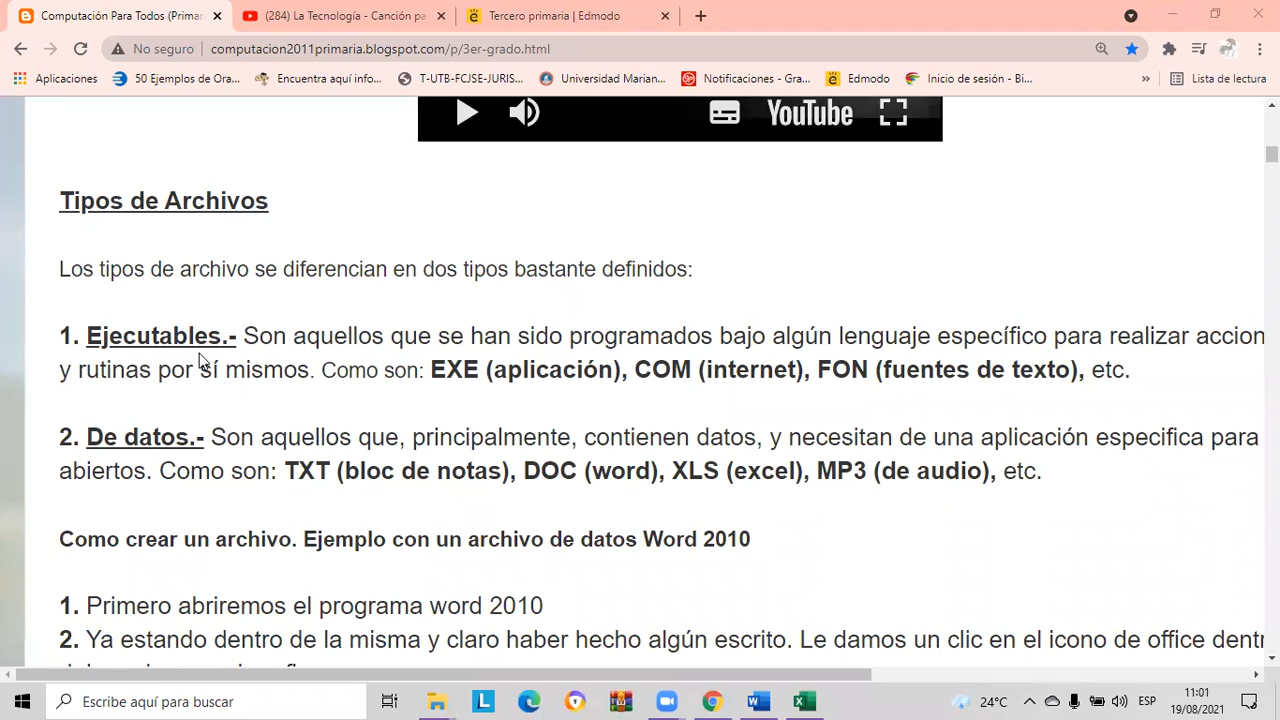 Computación Para Todos (Primar
(284) La Tecnología - Canción pa
Tercero primaria | Edmodo
No seguro
computacion2011primaria.blogspot.com/p/3er-grado.html
Aplicaciones
50 Ejemplos de Ora...
Encuentra aquí info...
T-UTB-FCJSE-JURIS...
Universidad Marian...
Notificaciones - Gra...
Edmodo
Inicio de sesión - Bi...
»
Lista de lectura
YouTube
Tipos de Archivos
Los tipos de archivo se diferencian en dos tipos bastante definidos:
1. Ejecutables.- Son aquellos que se han sido programados bajo algún lenguaje específico para realizar accion
y rutinas por sí mismos. Como son: EXE (aplicación), COM (internet), FON (fuentes de texto), etc.
2. De datos.- Son aquellos que, principalmente, contienen datos, y necesitan de una aplicación especifica para
abiertos. Como son: TXT (bloc de notas), DOC (word), XLS (excel), MP3 (de audio), etc.
Como crear un archivo. Ejemplo con un archivo de datos Word 2010
1. Primero abriremos el programa word 2010
2. Ya estando dentro de la misma y claro haber hecho algún escrito. Le damos un clic en el icono de office dentr
Escribe aquí para buscar
24°C
ESP
11:01
19/08/2021